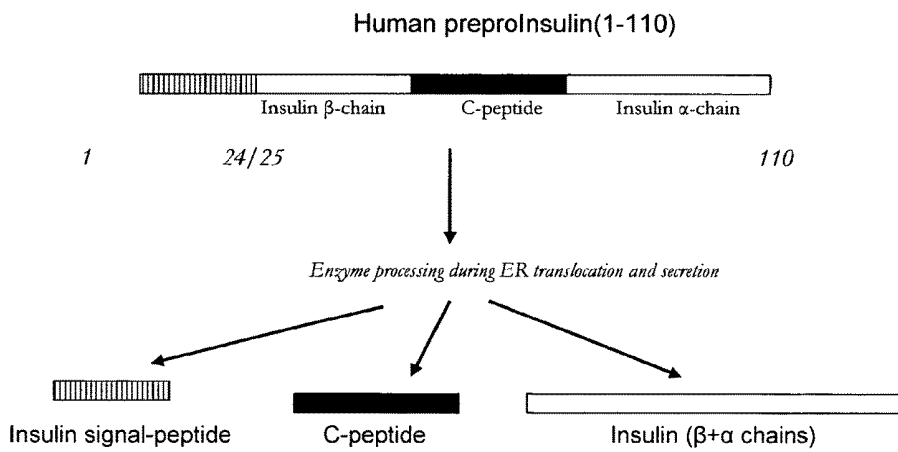 Human preproInsulin(1-110)
Insulin β-chain C-peptide Insulin α-chain
1 24/25 110
Enzyme processing during ER translocation and secretion
Insulin signal-peptide C-peptide Insulin (β+α chains)